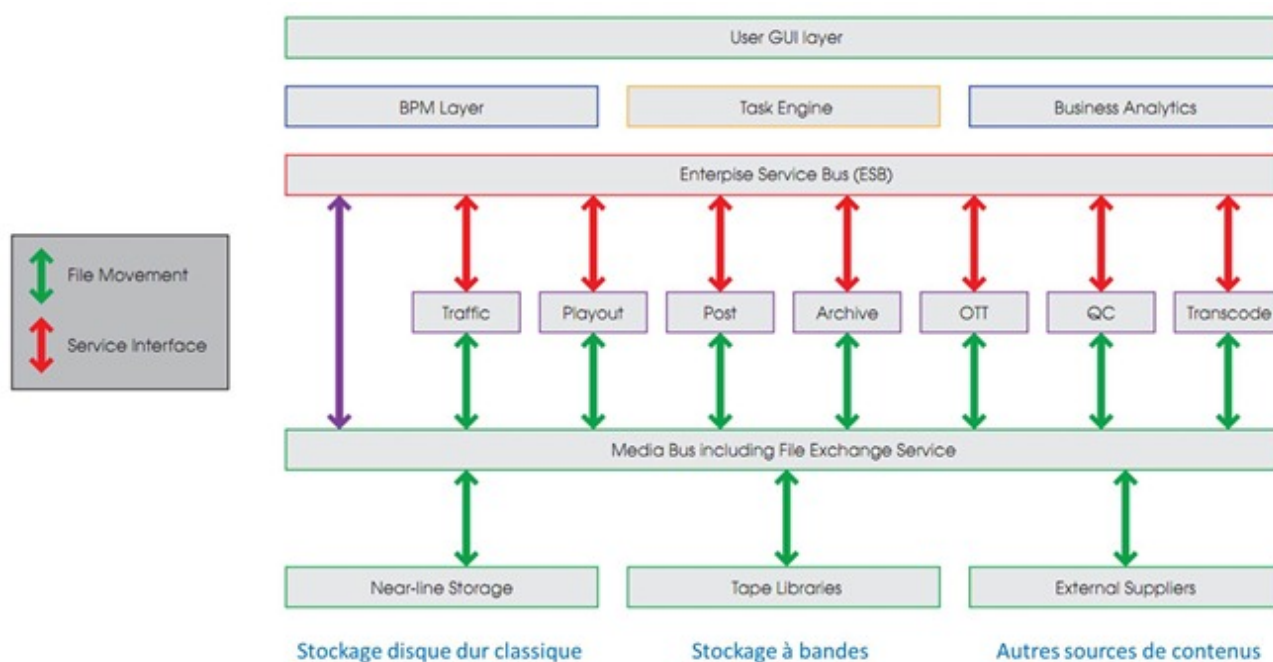 User GUI layer
BPM Layer
Task Engine
Business Analytics
Enterpise Service Bus (ESB)
File Movement
Service Interface
Traffic
Playout
Post
Archive
OTT
QC
Transcode
Media Bus including File Exchange Service
Near-line Storage
Tape Libraries
External Suppliers
Stockage disque dur classique
Stockage à bandes
Autres sources de contenus